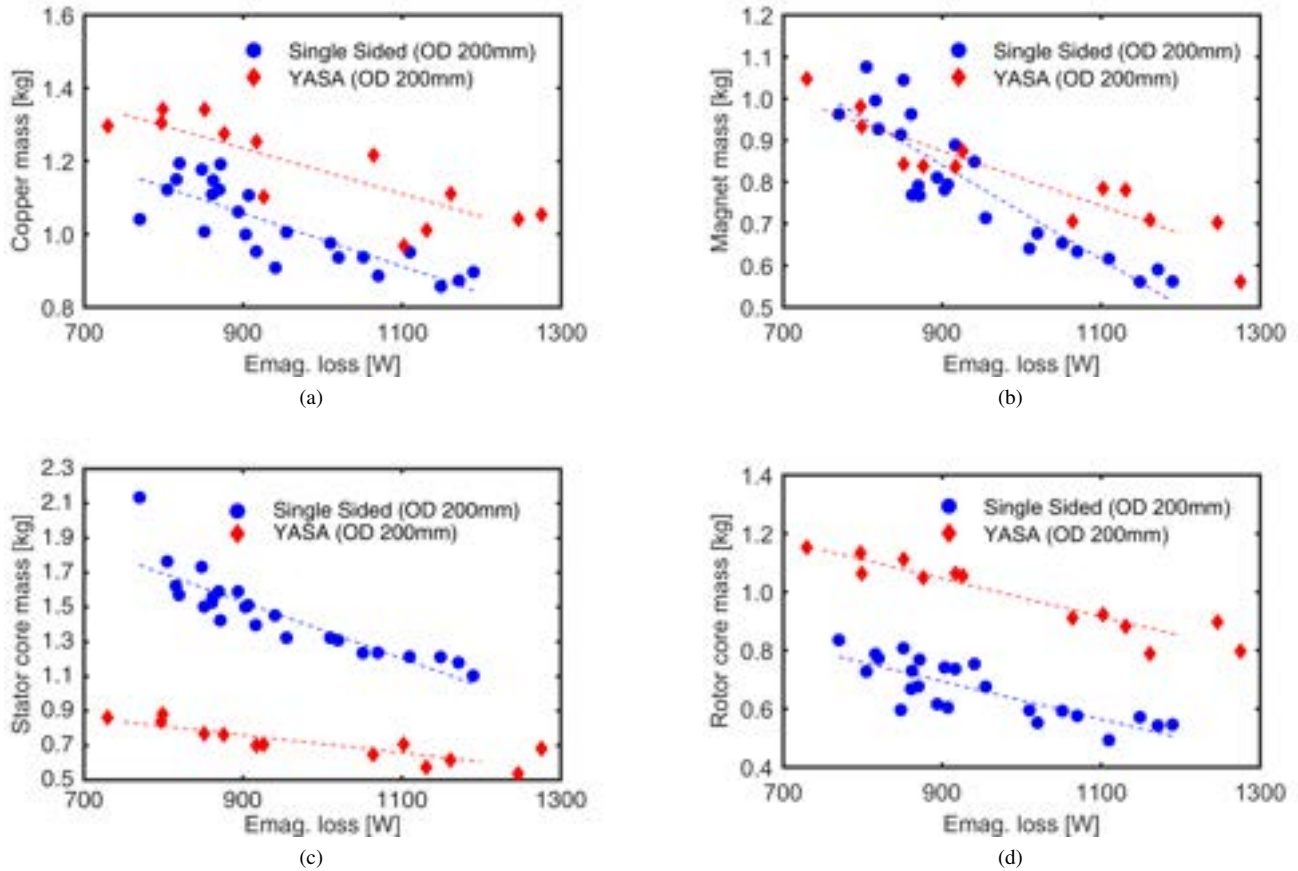 1.6
1.4
1.2
1.0
0.8
Copper mass [kg]
Single Sided (OD 200mm)
YASA (OD 200mm)
700 900 1100 1300
Emag. loss [W]
(a)
1.2
1.1
1.0
0.9
0.8
0.7
0.6
0.5
Magnet mass [kg]
Single Sided (OD 200mm)
YASA (OD 200mm)
700 900 1100 1300
Emag. loss [W]
(b)
2.3
2.1
1.9
1.7
1.5
1.3
1.1
0.9
0.7
0.5
Stator core mass [kg]
Single Sided (OD 200mm)
YASA (OD 200mm)
700 900 1100 1300
Emag. loss [W]
(c)
1.4
1.2
1.0
0.8
0.6
0.4
Rotor core mass [kg]
Single Sided (OD 200mm)
YASA (OD 200mm)
700 900 1100 1300
Emag. loss [W]
(d)